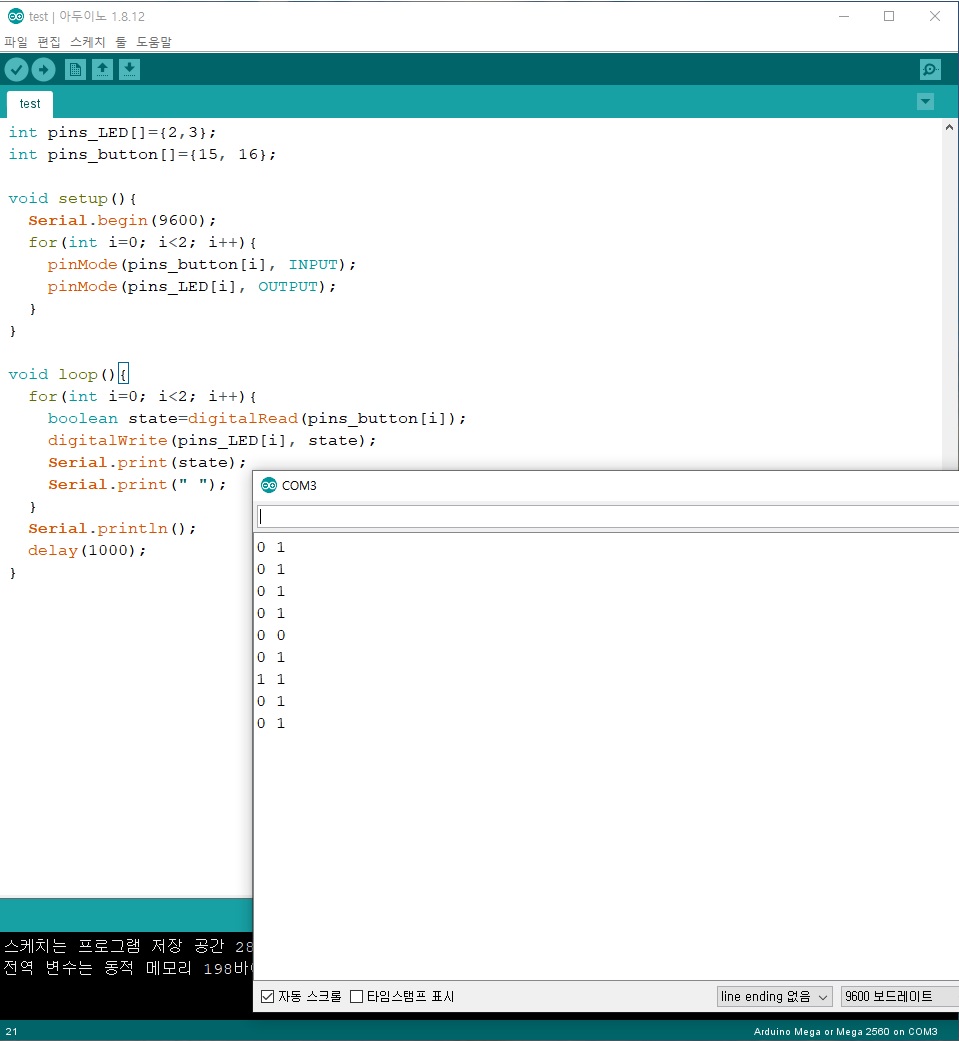 test | 아두이노 1.8.12
파일 편집 스케치 툴 도움말
test
int pins_LED[]={2,3};
int pins_button[]={15, 16};
void setup(){
Serial.begin(9600);
for(int i=0; i<2; i++){
pinMode(pins_button[i], INPUT);
pinMode(pins_LED[i], OUTPUT);
}
}
void loop(){
for(int i=0; i<2; i++){
boolean state=digitalRead(pins_button[i]);
digitalWrite(pins_LED[i], state);
Serial.print(state);
Serial.print(" ");
}
Serial.println();
delay(1000);
}
COM3
0 1
0 1
0 1
0 1
0 0
0 1
1 1
0 1
0 1
스케치는 프로그램 저장 공간 28
전역 변수는 동적 메모리 198바
자동 스크롤 타임스탬프 표시 line ending 없음 9600 보드레이트
21 Arduino Mega or Mega 2560 on COM3